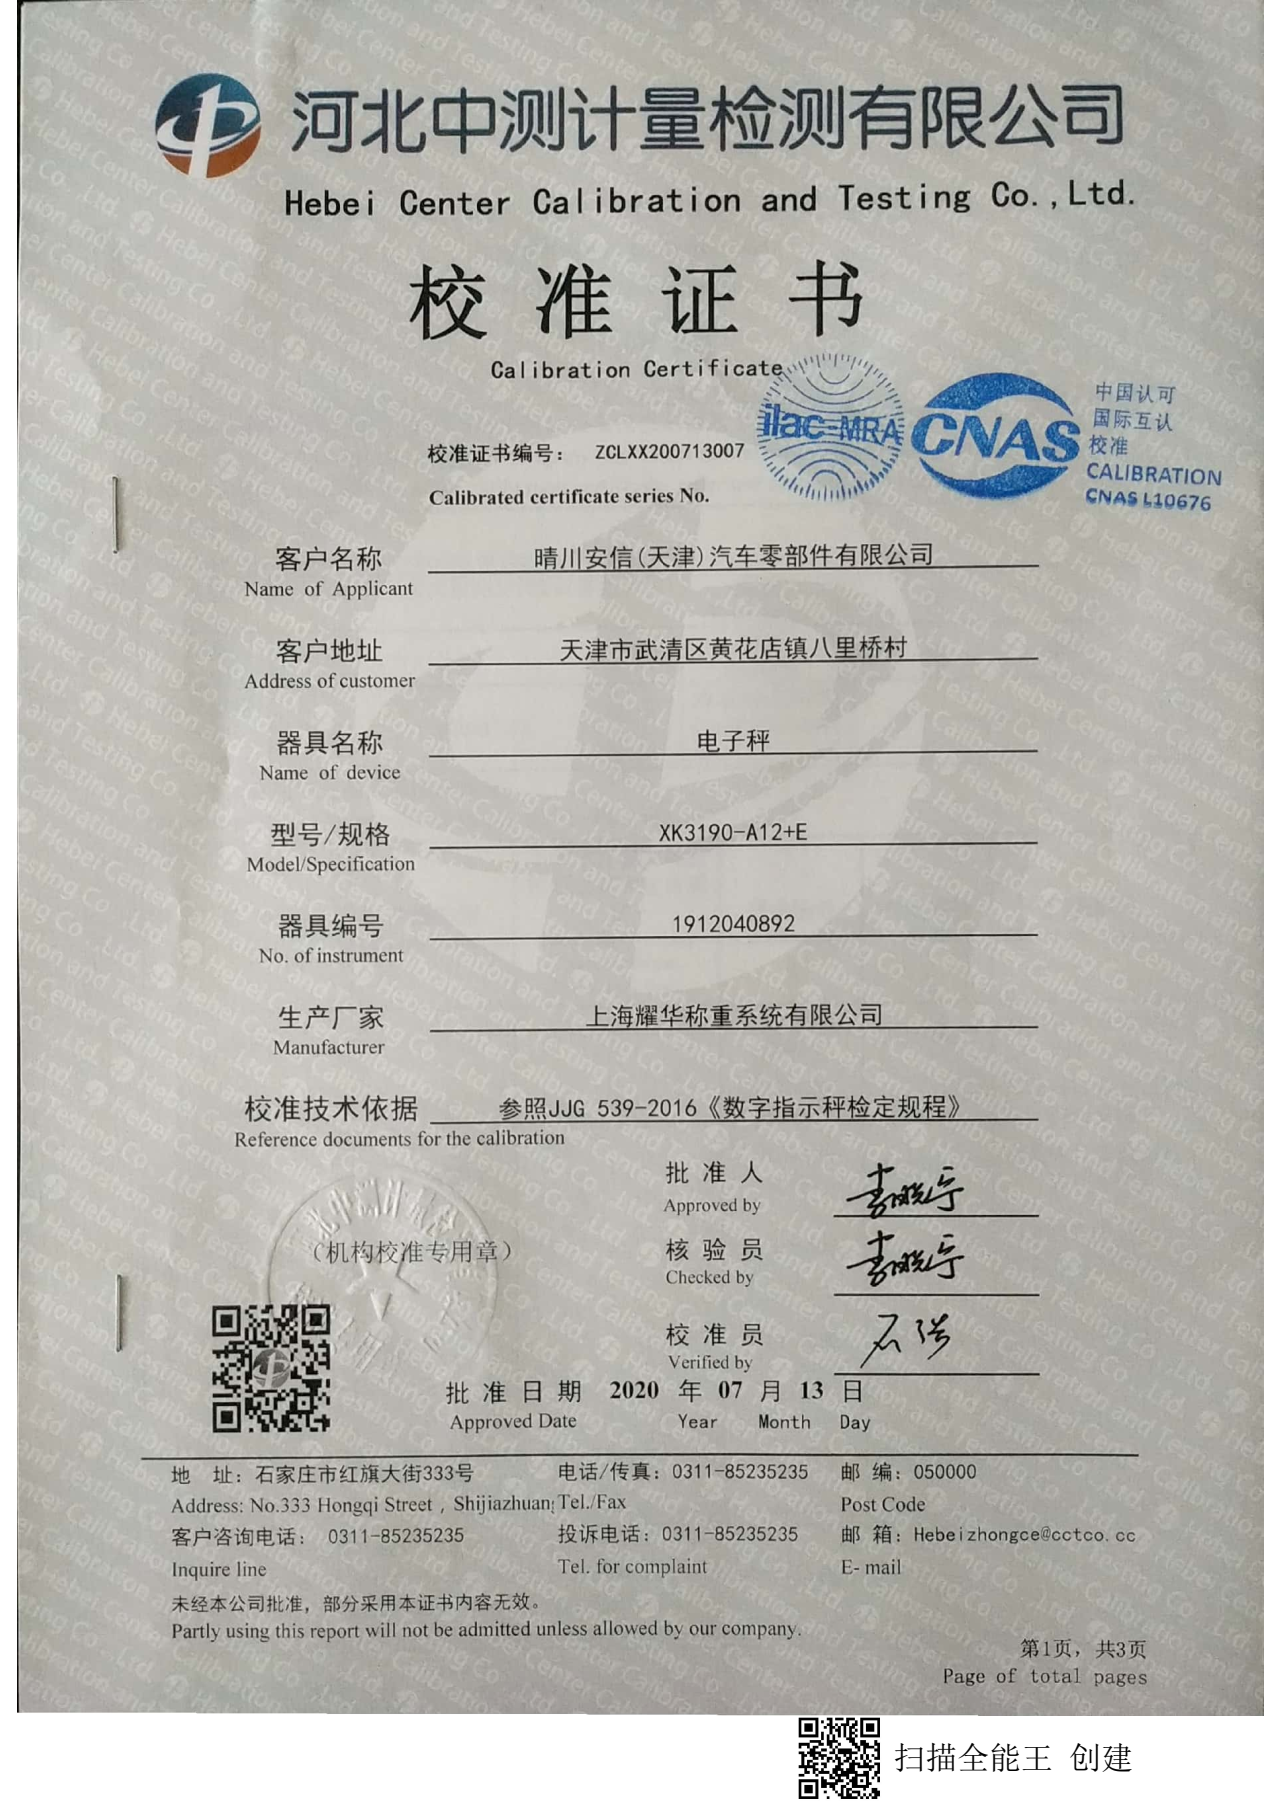 河北中测计量检测有限公司
Hebei Center Calibration and Testing Co.,Ltd.
校准证书
Calibration Certificate
ilac-MRA
CNAS
中国认可
国际互认
校准
CALIBRATION
CNAS L10676
校准证书编号： ZCLXX200713007
Calibrated certificate series No.
客户名称 晴川安信(天津)汽车零部件有限公司
Name of Applicant
客户地址 天津市武清区黄花店镇八里桥村
Address of customer
器具名称 电子秤
Name of device
型号/规格 XK3190-A12+E
Model/Specification
器具编号 1912040892
No. of instrument
生产厂家 上海耀华称重系统有限公司
Manufacturer
校准技术依据 参照JJG 539-2016《数字指示秤检定规程》
Reference documents for the calibration
批准人
Approved by
（机构校准专用章）
核验员
Checked by
校准员
Verified by
批准日期 2020 年 07 月 13 日
Approved Date Year Month Day
地 址：石家庄市红旗大街333号 电话/传真：0311-85235235 邮 编：050000
Address: No.333 Hongqi Street , Shijiazhuang Tel./Fax Post Code
客户咨询电话： 0311-85235235 投诉电话：0311-85235235 邮 箱：Hebeizhongce@cctco.cc
Inquire line Tel. for complaint E- mail
未经本公司批准，部分采用本证书内容无效。
Partly using this report will not be admitted unless allowed by our company.
第1页，共3页
Page of total pages
扫描全能王 创建